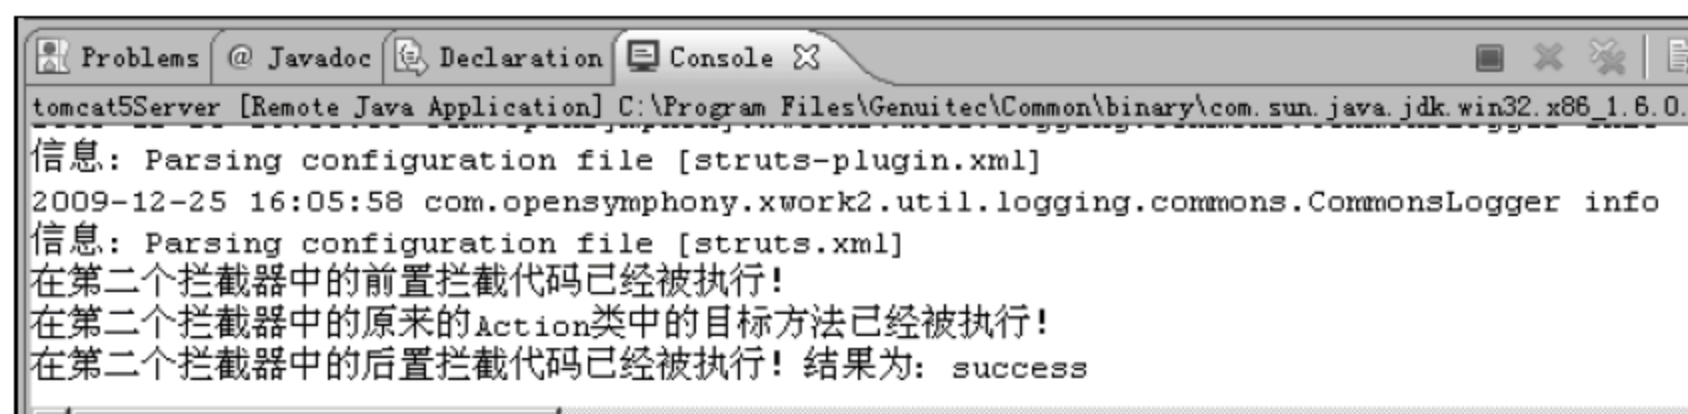 Problems @ Javadoc Declaration Console
tomcat5Server [Remote Java Application] C:\Program Files\Genuitec\Common\binary\com.sun.java.jdk.win32.x86_1.6.0.
信息: Parsing configuration file [struts-plugin.xml]
2009-12-25 16:05:58 com.opensymphony.xwork2.util.logging.commons.CommonsLogger info
信息: Parsing configuration file [struts.xml]
在第二个拦截器中的前置拦截代码已经被执行!
在第二个拦截器中的原来的Action类中的目标方法已经被执行!
在第二个拦截器中的后置拦截代码已经被执行! 结果为: success